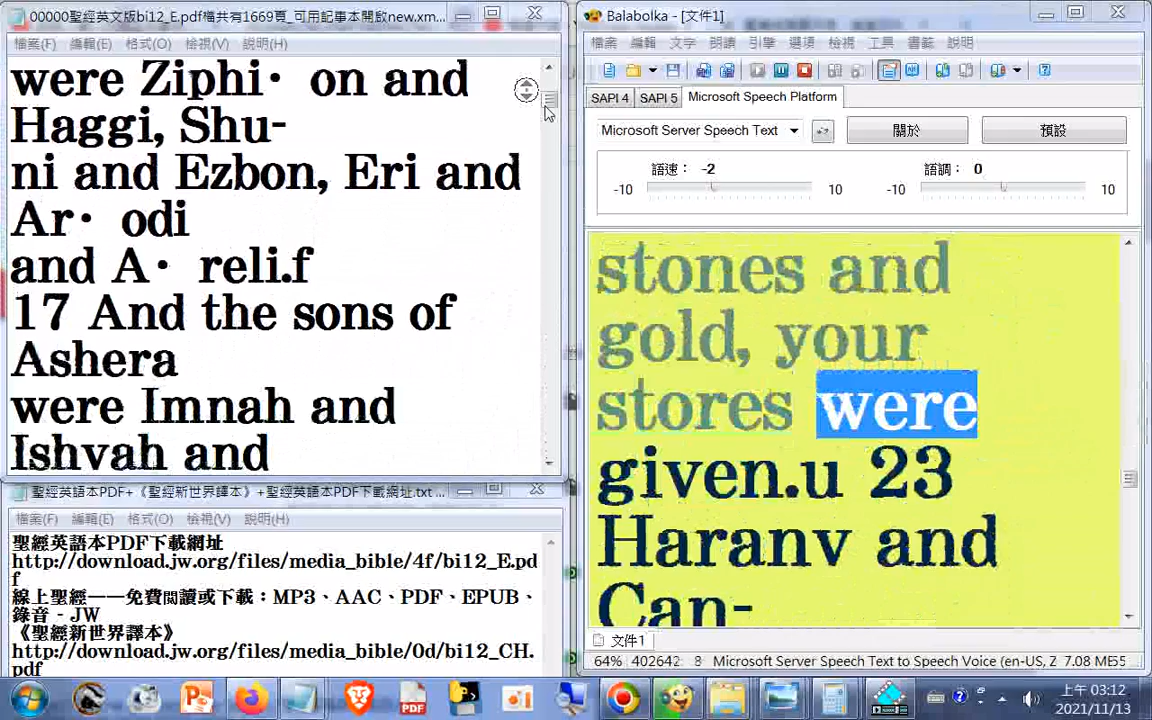 00000聖經英文版bi12_E.pdf檔共有1669頁_可用記事本開啟new.xm...
檔案(F) 編輯(E) 格式(O) 檢視(V) 說明(H)
were Ziphi· on and
Haggi, Shu-
ni and Ezbon, Eri and
Ar· odi
and A· reli.f
17 And the sons of
Ashera
were Imnah and
Ishvah and
聖經英語本PDF下載網址+《聖經新世界譯本》+聖經英語本PDF下載網址.txt ...
檔案(F) 編輯(E) 格式(O) 檢視(V) 說明(H)
聖經英語本PDF下載網址
http://download.jw.org/files/media_bible/4f/bi12_E.pd
f
線上聖經——免費閱讀或下載：MP3、AAC、PDF、EPUB、
錄音 - JW
《聖經新世界譯本》
http://download.jw.org/files/media_bible/0d/bi12_CH.
pdf
Balabolka - [文件1]
檔案 編輯 文字 朗讀 引擎 選項 檢視 工具 書籤 說明
SAPI 4 SAPI 5 Microsoft Speech Platform
Microsoft Server Speech Text 關於 預設
語速： -2 語調： 0
-10 10 -10 10
stones and
gold, your
stores were
given.u 23
Haranv and
Can-
文件1
64% 402642 Microsoft Server Speech Text to Speech Voice (en-US, Z 7.08 ME
上午 03:12
2021/11/13